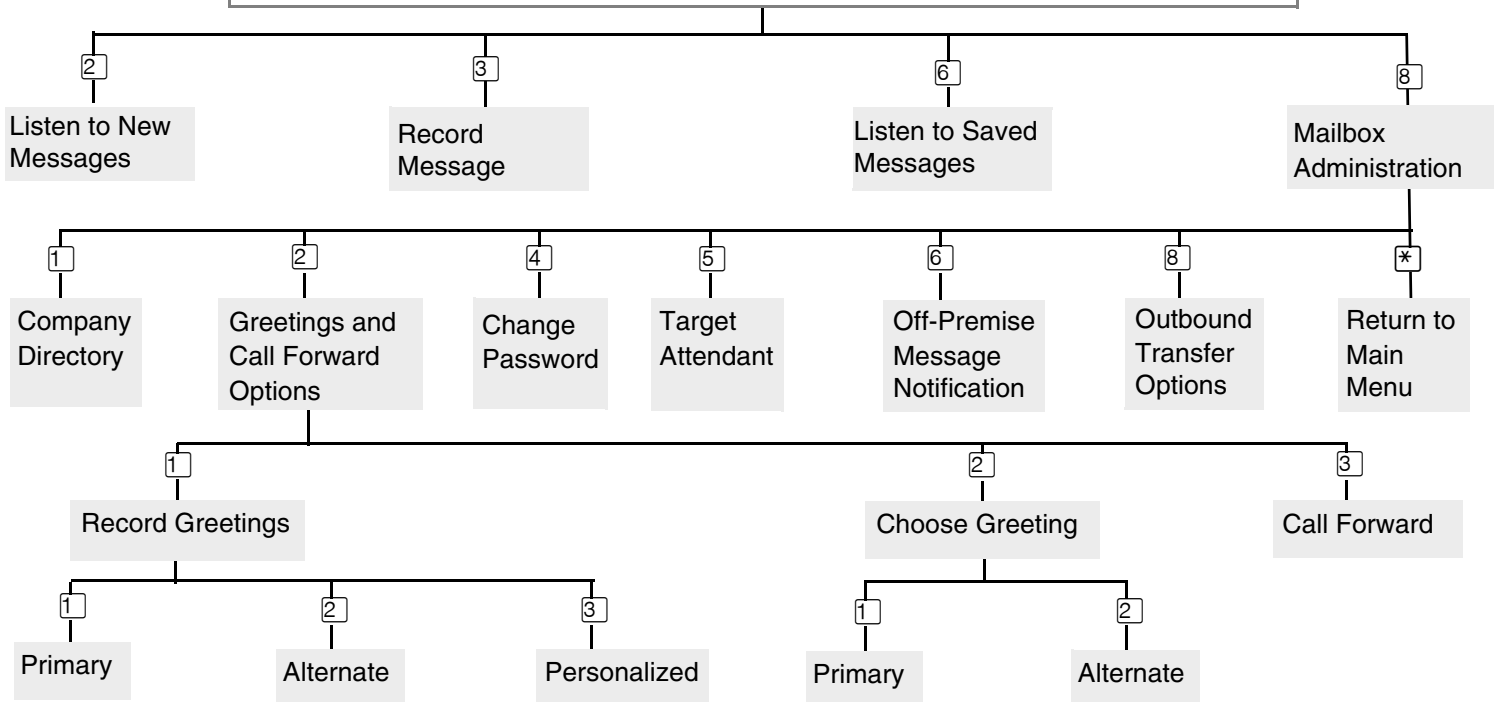 2
3
6
8
Listen to New
Messages
Record
Message
Listen to Saved
Messages
Mailbox
Administration
1
2
4
5
6
8
*
Company
Directory
Greetings and
Call Forward
Options
Change
Password
Target
Attendant
Off-Premise
Message
Notification
Outbound
Transfer
Options
Return to
Main
Menu
1
2
3
Record Greetings
Choose Greeting
Call Forward
1
2
3
1
2
Primary
Alternate
Personalized
Primary
Alternate